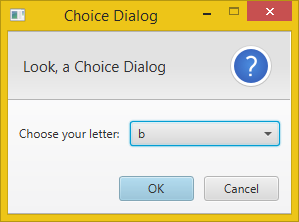 Choice Dialog
Look, a Choice Dialog
?
Choose your letter: b
OK Cancel